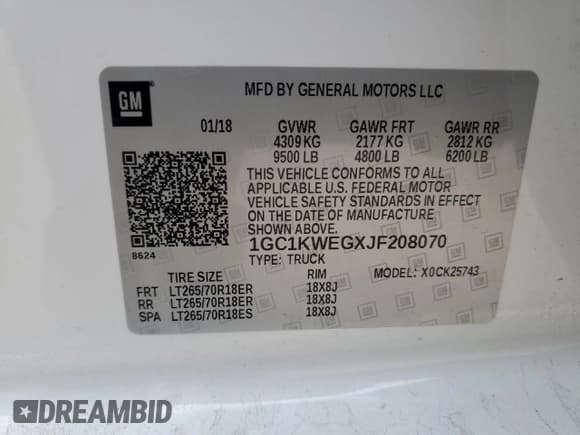 GM
MFD BY GENERAL MOTORS LLC
01/18 GVWR GAWR FRT GAWR RR
4309 KG 2177 KG 2812 KG
9500 LB 4800 LB 6200 LB
THIS VEHICLE CONFORMS TO ALL
APPLICABLE U.S. FEDERAL MOTOR
VEHICLE SAFETY STANDARDS IN EFFECT
ON THE DATE OF MANUFACTURE
SHOWN ABOVE.
8624 1GC1KWEGXJF208070
TYPE: TRUCK MODEL: X0CK25743
TIRE SIZE RIM
FRT LT265/70R18ER 18X8J
RR LT265/70R18ER 18X8J
SPA LT265/70R18ES 18X8J
DREAMBID